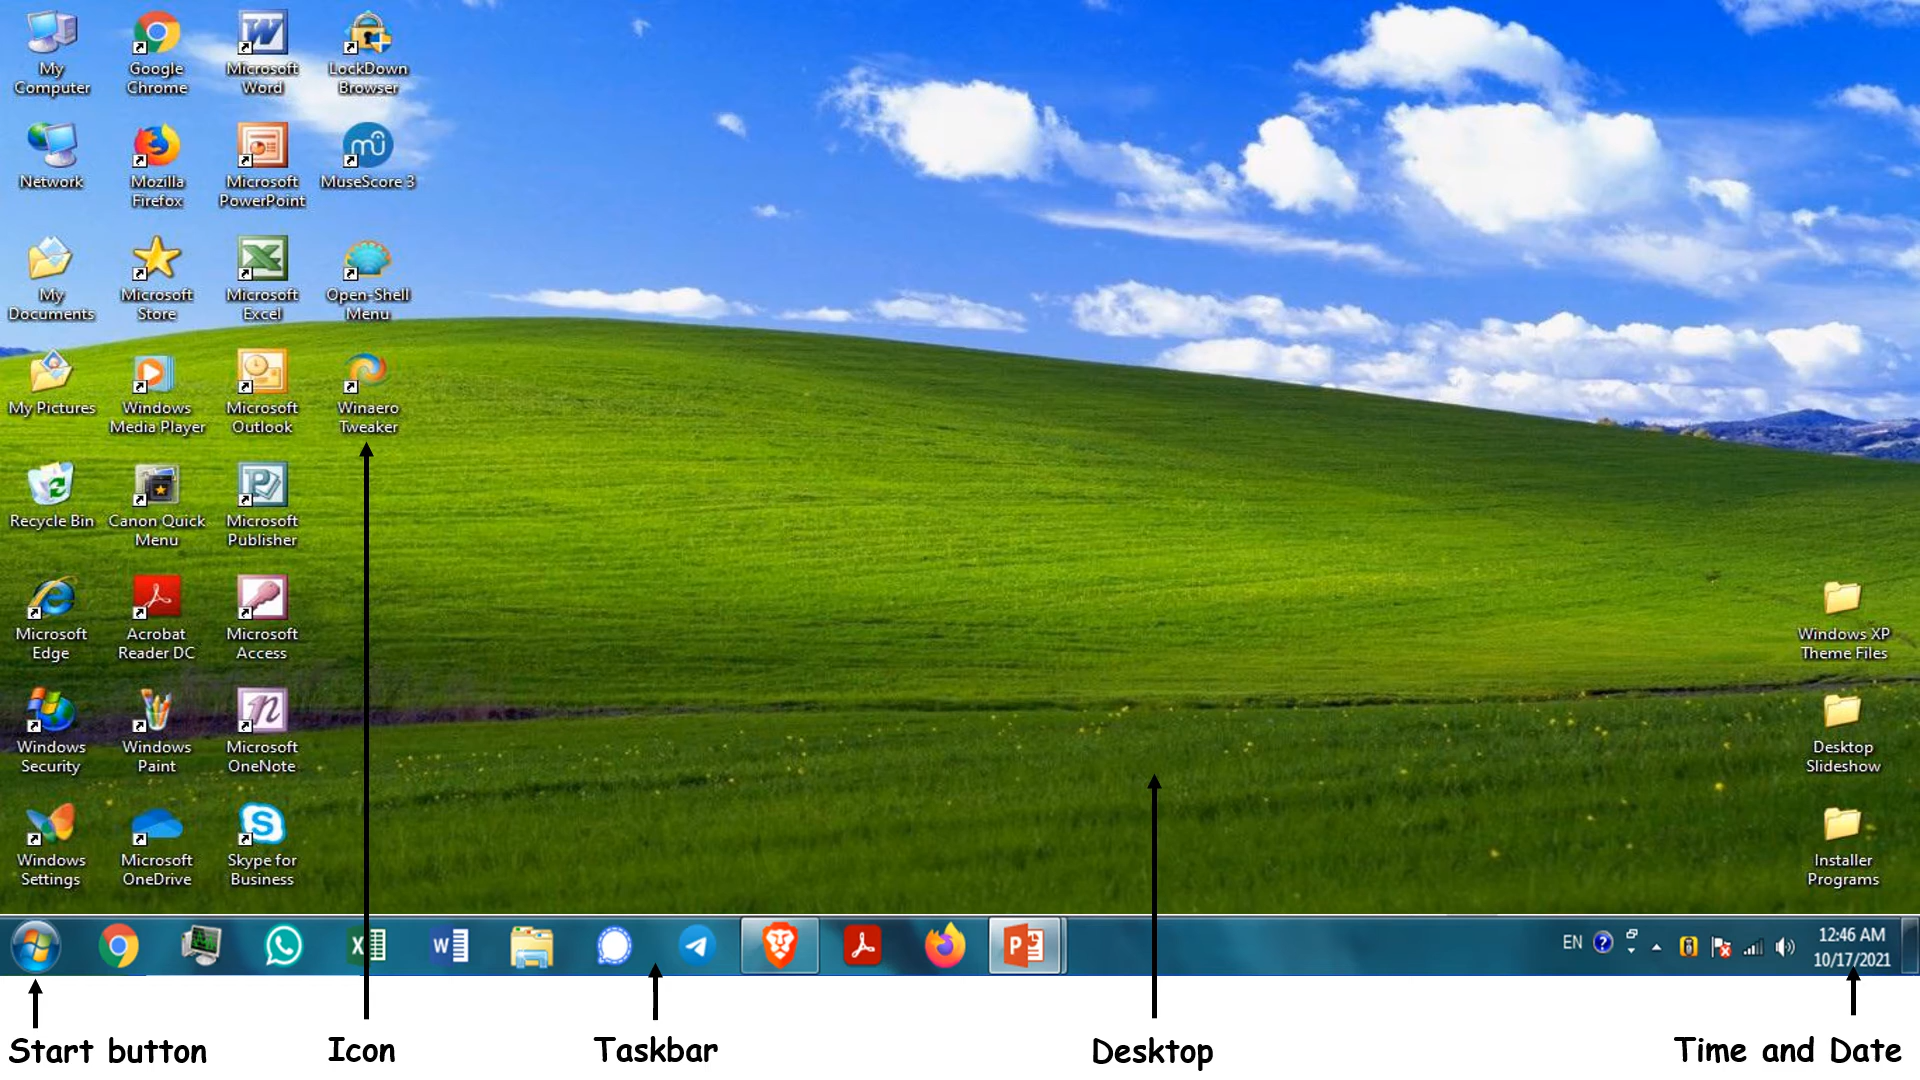 My
Computer
Google
Chrome
Microsoft
Word
LockDown
Browser
Network
Mozilla
Firefox
Microsoft
PowerPoint
MuseScore 3
My
Documents
Microsoft
Store
Microsoft
Excel
Open-Shell
Menu
My Pictures
Windows
Media Player
Microsoft
Outlook
Winaero
Tweaker
Recycle Bin
Canon Quick
Menu
Microsoft
Publisher
Microsoft
Edge
Acrobat
Reader DC
Microsoft
Access
Windows XP
Theme Files
Windows
Security
Windows
Paint
Microsoft
OneNote
Desktop
Slideshow
Windows
Settings
Microsoft
OneDrive
Skype for
Business
Installer
Programs
EN
12:46 AM
10/17/2021
Start button
Icon
Taskbar
Desktop
Time and Date